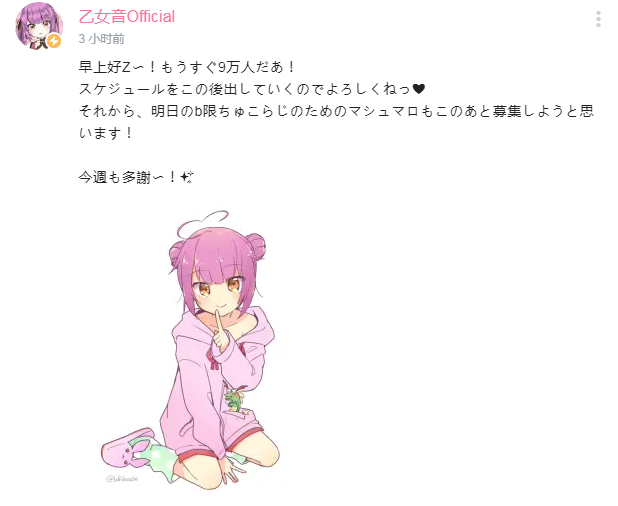 乙女音Official
3 小时前
早上好Z〜！もうすぐ9万人だあ！
スケジュールをこの後出していくのでよろしくねっ♥
それから、明日のb限ちゅこらじのためのマシュマロもこのあと募集しようと思
います！
今週も多謝〜！✨